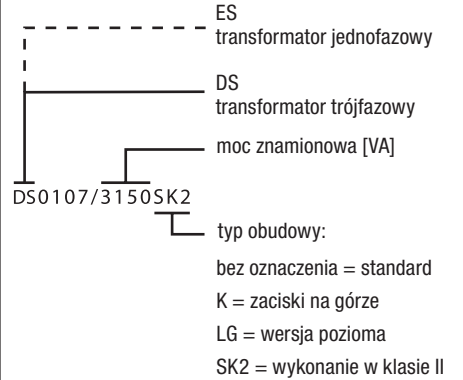 ES
transformator jednofazowy
DS
transformator trójfazowy
moc znamionowa [VA]
DS0107/3150SK2
typ obudowy:
bez oznaczenia = standard
K = zaciski na górze
LG = wersja pozioma
SK2 = wykonanie w klasie II